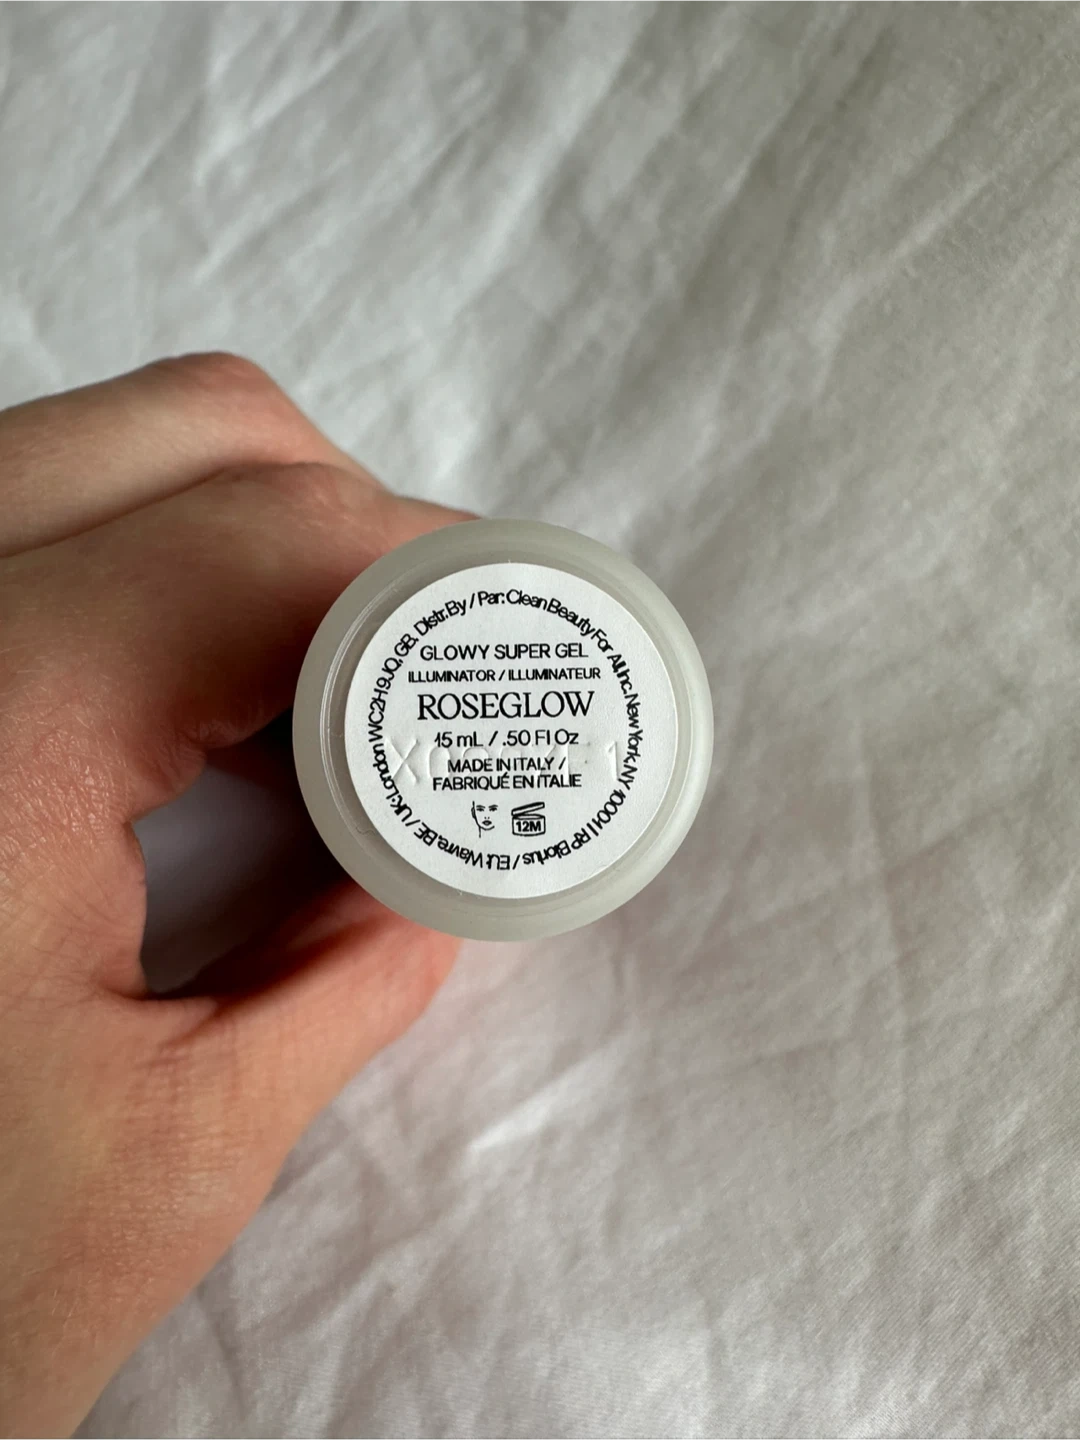 Distr. By / Par: Clean Beauty For All, Inc. New York, NY 10001 | RP Biorius / EU: Wavre, BE / UK: London WC2H 9JQ, GB.
GLOWY SUPER GEL
ILLUMINATOR / ILLUMINATEUR
ROSEGLOW
15 mL / .50 Fl Oz
MADE IN ITALY /
FABRIQUÉ EN ITALIE
12M